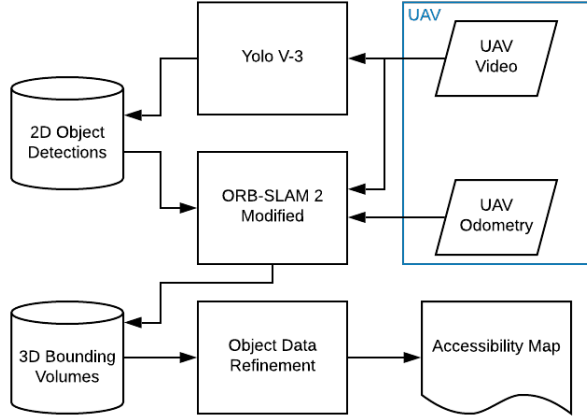 UAV
Yolo V-3
UAV
Video
2D Object
Detections
ORB-SLAM 2
Modified
UAV
Odometry
3D Bounding
Volumes
Object Data
Refinement
Accessibility Map